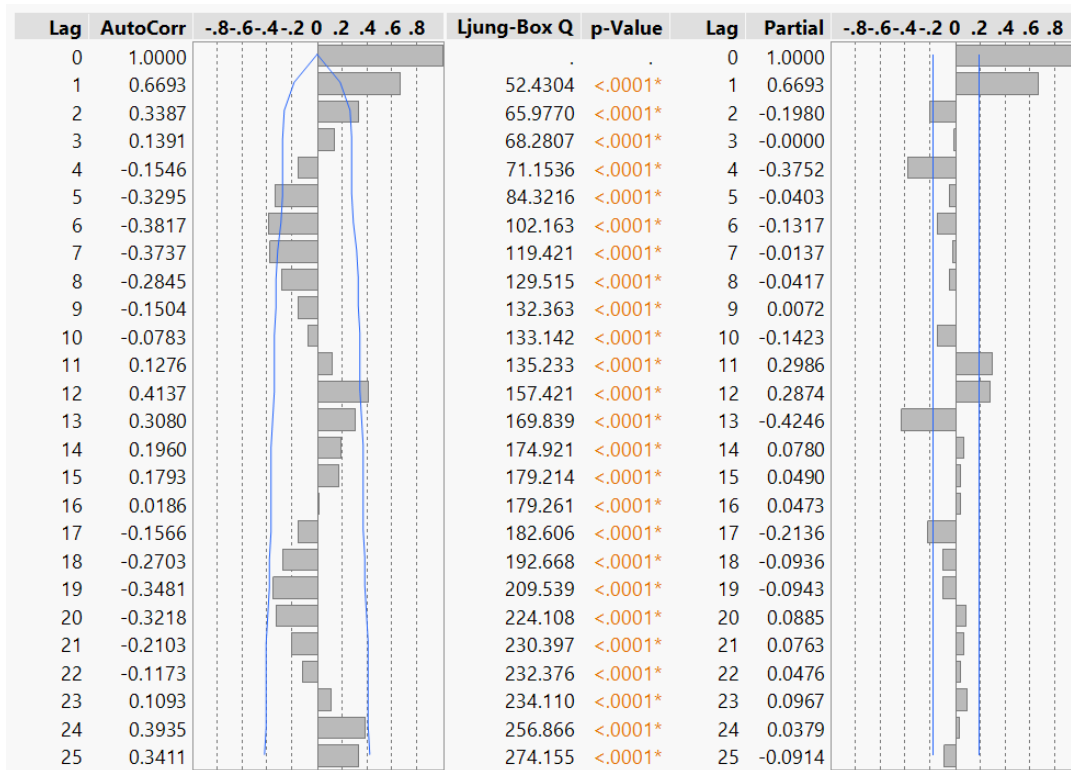 Lag AutoCorr -.8-.6-.4-.2 0 .2 .4 .6 .8 Ljung-Box Q p-Value Lag Partial -.8-.6-.4-.2 0 .2 .4 .6 .8
0 1.0000 . . 0 1.0000
1 0.6693 52.4304 <.0001* 1 0.6693
2 0.3387 65.9770 <.0001* 2 -0.1980
3 0.1391 68.2807 <.0001* 3 -0.0000
4 -0.1546 71.1536 <.0001* 4 -0.3752
5 -0.3295 84.3216 <.0001* 5 -0.0403
6 -0.3817 102.163 <.0001* 6 -0.1317
7 -0.3737 119.421 <.0001* 7 -0.0137
8 -0.2845 129.515 <.0001* 8 -0.0417
9 -0.1504 132.363 <.0001* 9 0.0072
10 -0.0783 133.142 <.0001* 10 -0.1423
11 0.1276 135.233 <.0001* 11 0.2986
12 0.4137 157.421 <.0001* 12 0.2874
13 0.3080 169.839 <.0001* 13 -0.4246
14 0.1960 174.921 <.0001* 14 0.0780
15 0.1793 179.214 <.0001* 15 0.0490
16 0.0186 179.261 <.0001* 16 0.0473
17 -0.1566 182.606 <.0001* 17 -0.2136
18 -0.2703 192.668 <.0001* 18 -0.0936
19 -0.3481 209.539 <.0001* 19 -0.0943
20 -0.3218 224.108 <.0001* 20 0.0885
21 -0.2103 230.397 <.0001* 21 0.0763
22 -0.1173 232.376 <.0001* 22 0.0476
23 0.1093 234.110 <.0001* 23 0.0967
24 0.3935 256.866 <.0001* 24 0.0379
25 0.3411 274.155 <.0001* 25 -0.0914